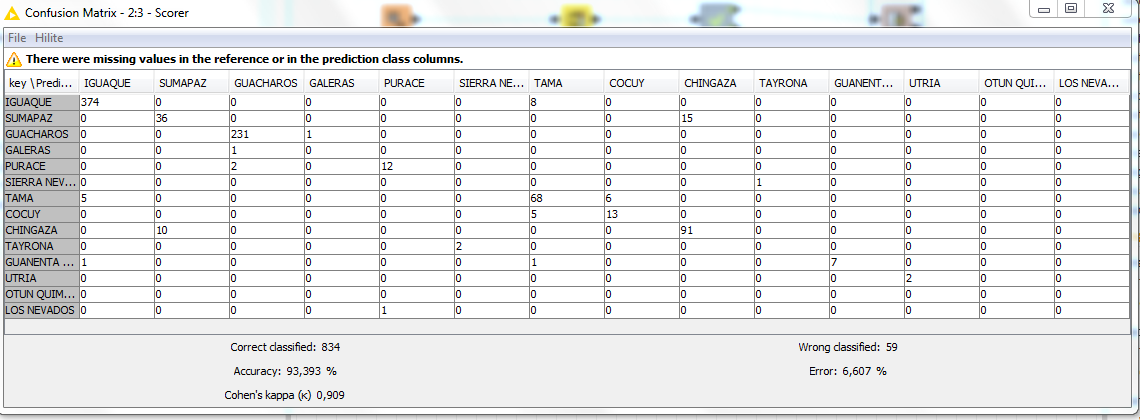 Confusion Matrix - 2:3 - Scorer
File Hilite
There were missing values in the reference or in the prediction class columns.
key \Predi... IGUAQUE SUMAPAZ GUACHAROS GALERAS PURACE SIERRA NE... TAMA COCUY CHINGAZA TAYRONA GUANENT... UTRIA OTUN QUI... LOS NEVA...
IGUAQUE 374 0 0 0 0 0 8 0 0 0 0 0 0 0
SUMAPAZ 0 36 0 0 0 0 0 0 15 0 0 0 0 0
GUACHAROS 0 0 231 1 0 0 0 0 0 0 0 0 0 0
GALERAS 0 0 1 0 0 0 0 0 0 0 0 0 0 0
PURACE 0 0 2 0 12 0 0 0 0 0 0 0 0 0
SIERRA NEV... 0 0 0 0 0 0 0 0 0 1 0 0 0 0
TAMA 5 0 0 0 0 0 68 6 0 0 0 0 0 0
COCUY 0 0 0 0 0 0 5 13 0 0 0 0 0 0
CHINGAZA 0 10 0 0 0 0 0 0 91 0 0 0 0 0
TAYRONA 0 0 0 0 0 2 0 0 0 0 0 0 0 0
GUANENTA ... 1 0 0 0 0 0 1 0 0 0 7 0 0 0
UTRIA 0 0 0 0 0 0 0 0 0 0 0 2 0 0
OTUN QUIM... 0 0 0 0 0 0 0 0 0 0 0 0 0 0
LOS NEVADOS 0 0 0 0 1 0 0 0 0 0 0 0 0 0
Correct classified: 834 Wrong classified: 59
Accuracy: 93,393 % Error: 6,607 %
Cohen's kappa (κ) 0,909